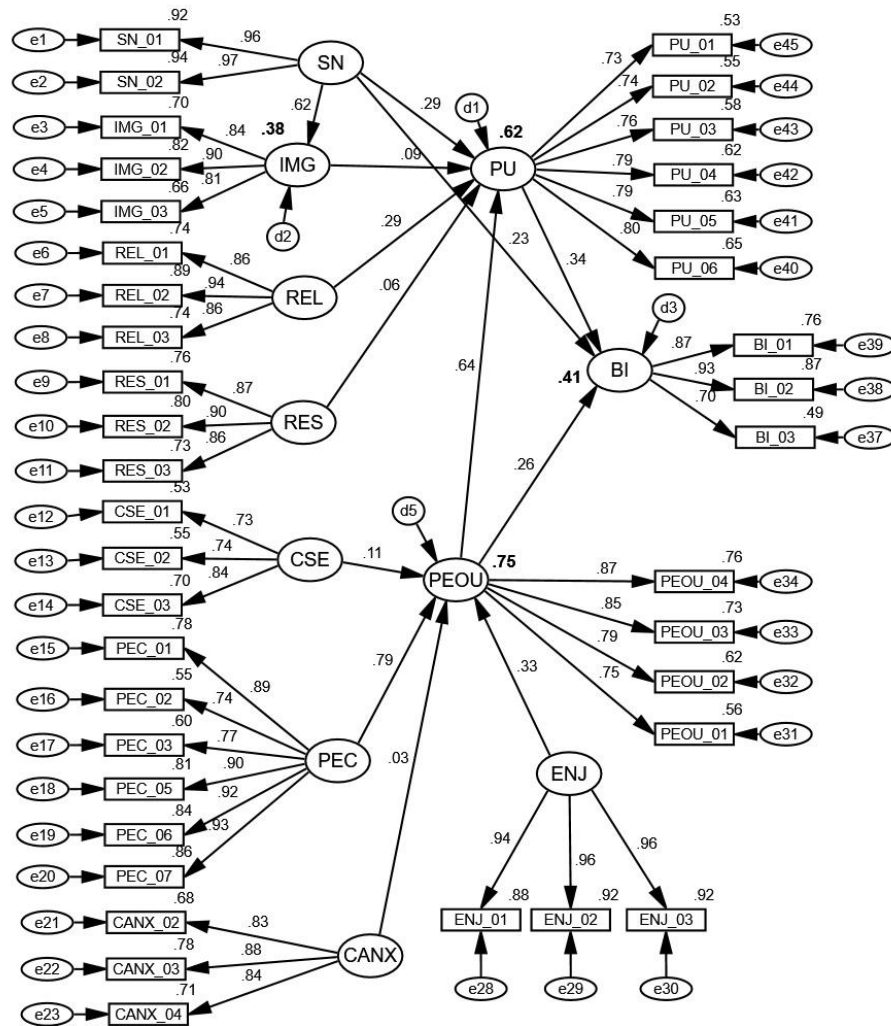 .92
e1 SN_01 .96
.94
e2 SN_02 .97
SN
.70
e3 IMG_01 .84
.82
e4 IMG_02 .90
.66
e5 IMG_03 .81
.62
.38
IMG
d2
.74
e6 REL_01 .86
.89
e7 REL_02 .94
.74
e8 REL_03 .86
REL
.76
e9 RES_01 .87
.80
e10 RES_02 .90
.73
e11 RES_03 .86
RES
.53
e12 CSE_01 .73
.55
e13 CSE_02 .74
.70
e14 CSE_03 .84
CSE
.78
e15 PEC_01 .89
.55
e16 PEC_02 .74
.60
e17 PEC_03 .77
.81
e18 PEC_05 .90
.84
e19 PEC_06 .92
.86
e20 PEC_07 .93
PEC
.68
e21 CANX_02 .83
.78
e22 CANX_03 .88
.71
e23 CANX_04 .84
CANX
.29
.09
.29
.06
.23
.64
.34
.26
.11
.79
.03
.33
d1
.62
PU
.53
.73 PU_01 e45
.55
.74 PU_02 e44
.58
.76 PU_03 e43
.62
.79 PU_04 e42
.63
.79 PU_05 e41
.65
.80 PU_06 e40
d3
.41
BI
.76
.87 BI_01 e39
.87
.93 BI_02 e38
.49
.70 BI_03 e37
d5
.75
PEOU
.76
.87 PEOU_04 e34
.73
.85 PEOU_03 e33
.62
.79 PEOU_02 e32
.56
.75 PEOU_01 e31
ENJ
.94 .96 .96
.88 .92 .92
ENJ_01 ENJ_02 ENJ_03
e28 e29 e30